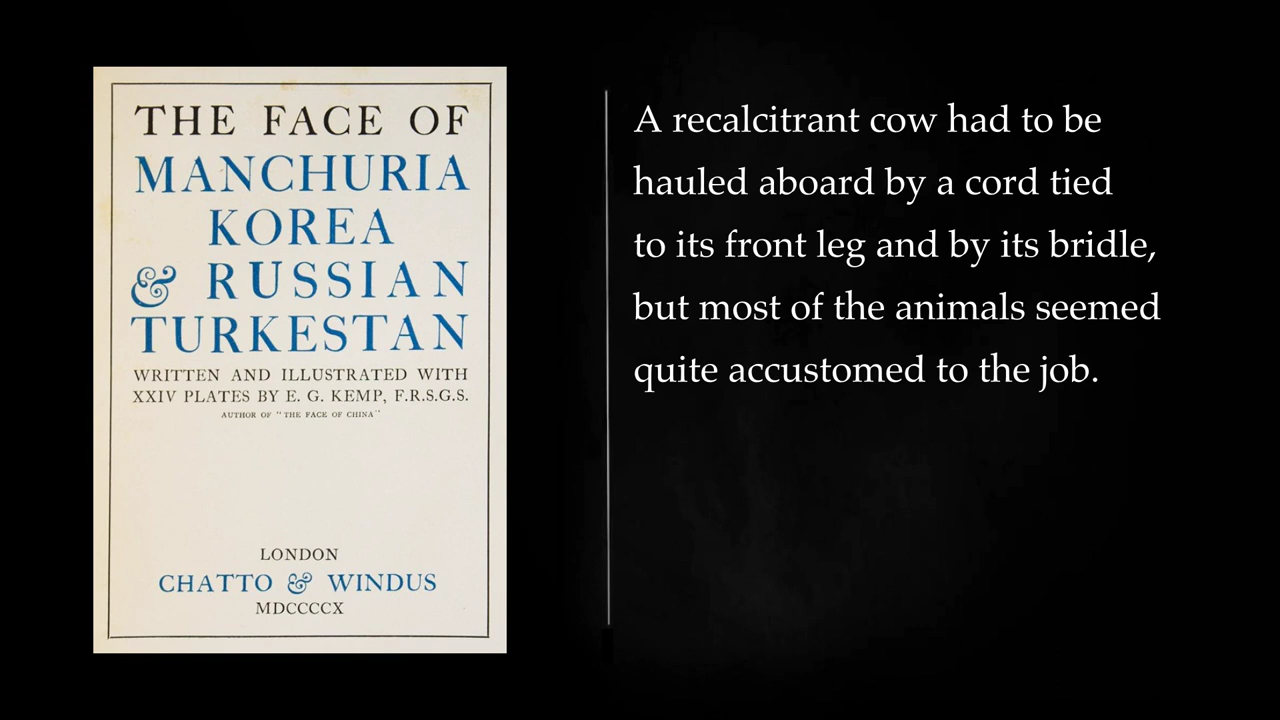 THE FACE OF
MANCHURIA
KOREA
& RUSSIAN
TURKESTAN
WRITTEN AND ILLUSTRATED WITH
XXIV PLATES BY E. G. KEMP, F.R.S.G.S.
AUTHOR OF "THE FACE OF CHINA"
LONDON
CHATTO & WINDUS
MDCCCCX
A recalcitrant cow had to be
hauled aboard by a cord tied
to its front leg and by its bridle,
but most of the animals seemed
quite accustomed to the job.